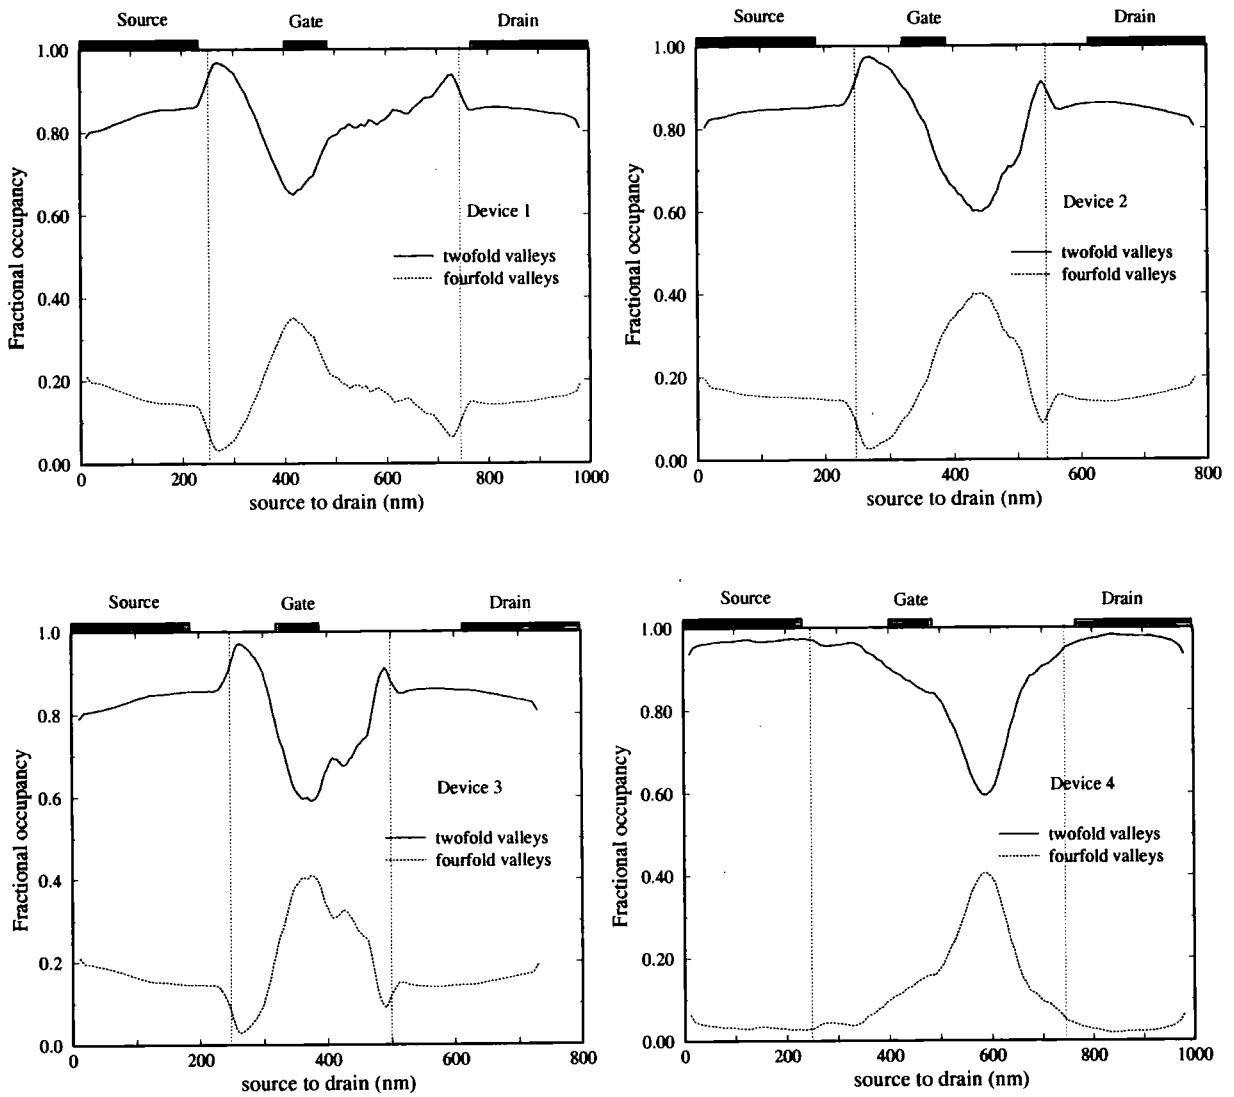 Source Gate Drain
1.00
0.80
0.60
0.40
0.20
0.00
Fractional occupancy
Device 1
twofold valleys
fourfold valleys
0 200 400 600 800 1000
source to drain (nm)
Source Gate Drain
1.00
0.80
0.60
0.40
0.20
0.00
Fractional occupancy
Device 2
twofold valleys
fourfold valleys
0 200 400 600 800
source to drain (nm)
Source Gate Drain
1.0
0.8
0.6
0.4
0.2
0.0
Fractional occupancy
Device 3
twofold valleys
fourfold valleys
0 200 400 600 800
source to drain (nm)
Source Gate Drain
1.00
0.80
0.60
0.40
0.20
0.00
Fractional occupancy
Device 4
twofold valleys
fourfold valleys
0 200 400 600 800 1000
source to drain (nm)